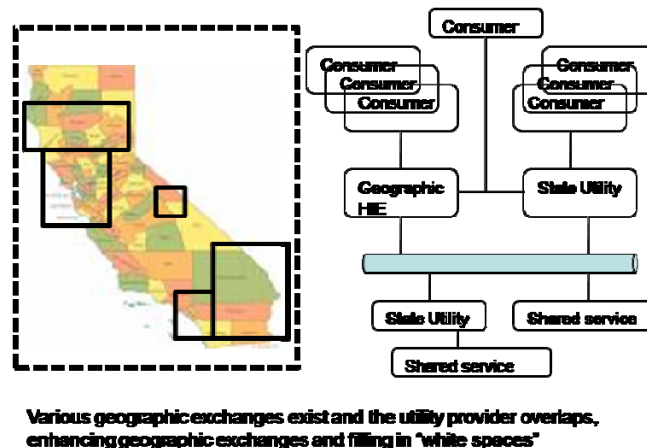 Consumer
Consumer
Consumer
Consumer
Consumer
Consumer
Consumer
Geographic
HIE
State Utility
State Utility
Shared service
Shared service
Various geographic exchanges exist and the utility provider overlaps,
enhancing geographic exchanges and filling in "white spaces"